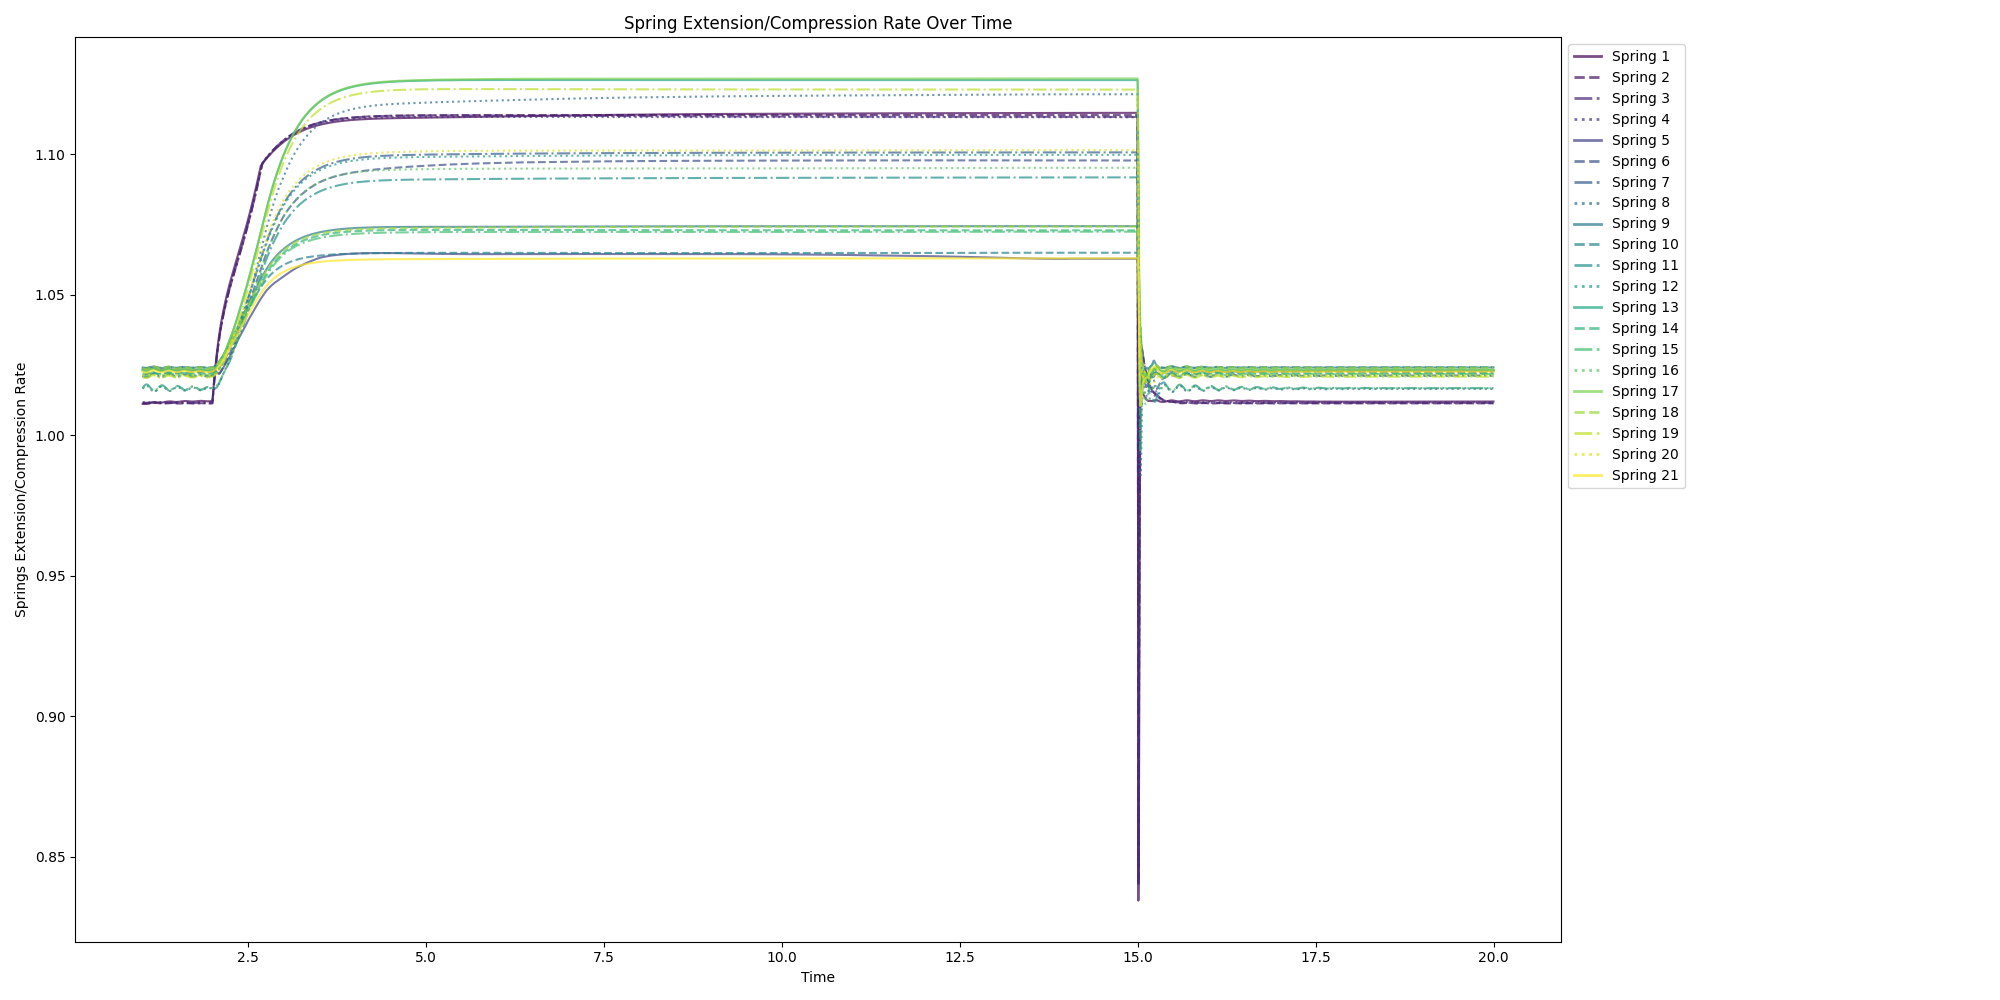 Spring Extension/Compression Rate Over Time
Springs Extension/Compression Rate
1.10
1.05
1.00
0.95
0.90
0.85
2.5
5.0
7.5
10.0
12.5
15.0
17.5
20.0
Time
Spring 1
Spring 2
Spring 3
Spring 4
Spring 5
Spring 6
Spring 7
Spring 8
Spring 9
Spring 10
Spring 11
Spring 12
Spring 13
Spring 14
Spring 15
Spring 16
Spring 17
Spring 18
Spring 19
Spring 20
Spring 21